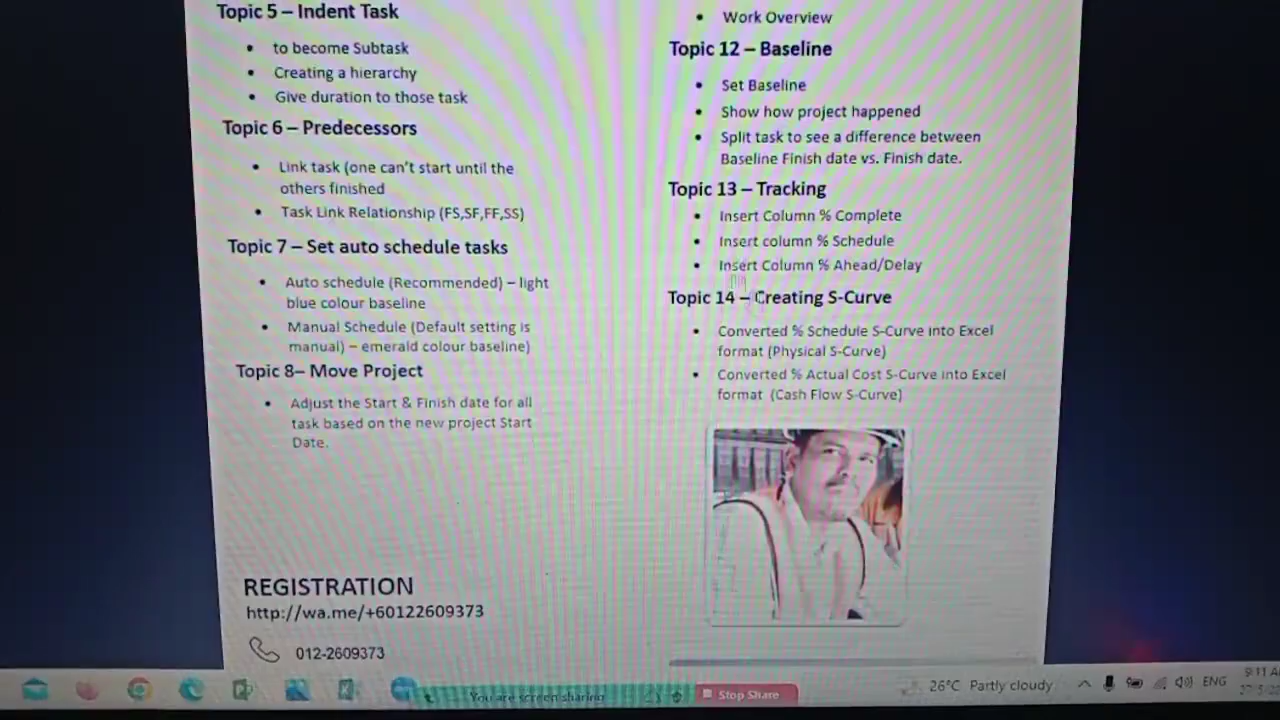 Topic 5 – Indent Task
• to become Subtask
• Creating a hierarchy
• Give duration to those task
Topic 6 – Predecessors
• Link task (one can't start until the
others finished
• Task Link Relationship (FS,SF,FF,SS)
Topic 7 – Set auto schedule tasks
• Auto schedule (Recommended) – light
blue colour baseline
• Manual Schedule (Default setting is
manual) – emerald colour baseline)
Topic 8– Move Project
• Adjust the Start & Finish date for all
task based on the new project Start
Date.
REGISTRATION
http://wa.me/+60122609373
012-2609373
• Work Overview
Topic 12 – Baseline
• Set Baseline
• Show how project happened
• Split task to see a difference between
Baseline Finish date vs. Finish date.
Topic 13 – Tracking
• Insert Column % Complete
• Insert column % Schedule
• Insert Column % Ahead/Delay
Topic 14 – Creating S-Curve
• Converted % Schedule S-Curve into Excel
format (Physical S-Curve)
• Converted % Actual Cost S-Curve into Excel
format (Cash Flow S-Curve)
You are screen sharing
Stop Share
26°C Partly cloudy
ENG
9:11